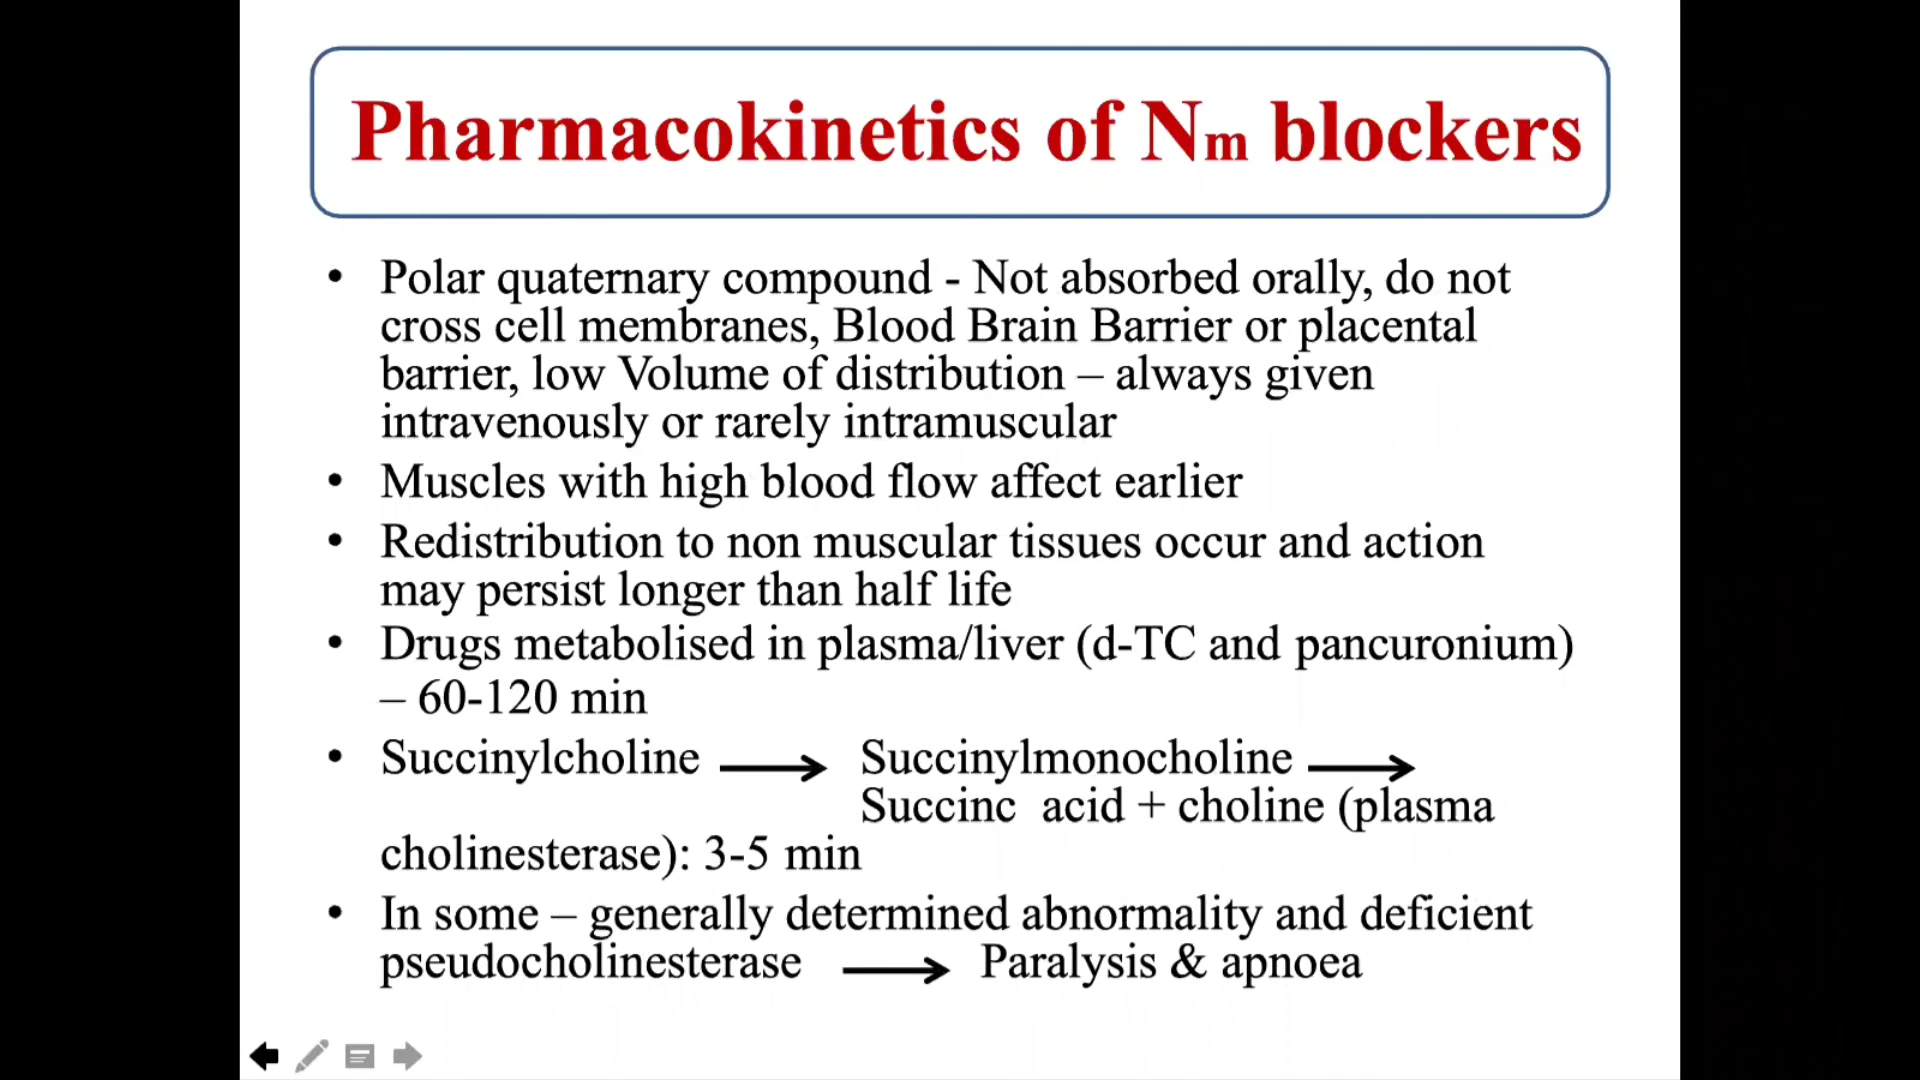 Pharmacokinetics of Nm blockers
• Polar quaternary compound - Not absorbed orally, do not
cross cell membranes, Blood Brain Barrier or placental
barrier, low Volume of distribution – always given
intravenously or rarely intramuscular
• Muscles with high blood flow affect earlier
• Redistribution to non muscular tissues occur and action
may persist longer than half life
• Drugs metabolised in plasma/liver (d-TC and pancuronium)
– 60-120 min
• Succinylcholine → Succinylmonocholine →
Succinc acid + choline (plasma
cholinesterase): 3-5 min
• In some – generally determined abnormality and deficient
pseudocholinesterase → Paralysis & apnoea